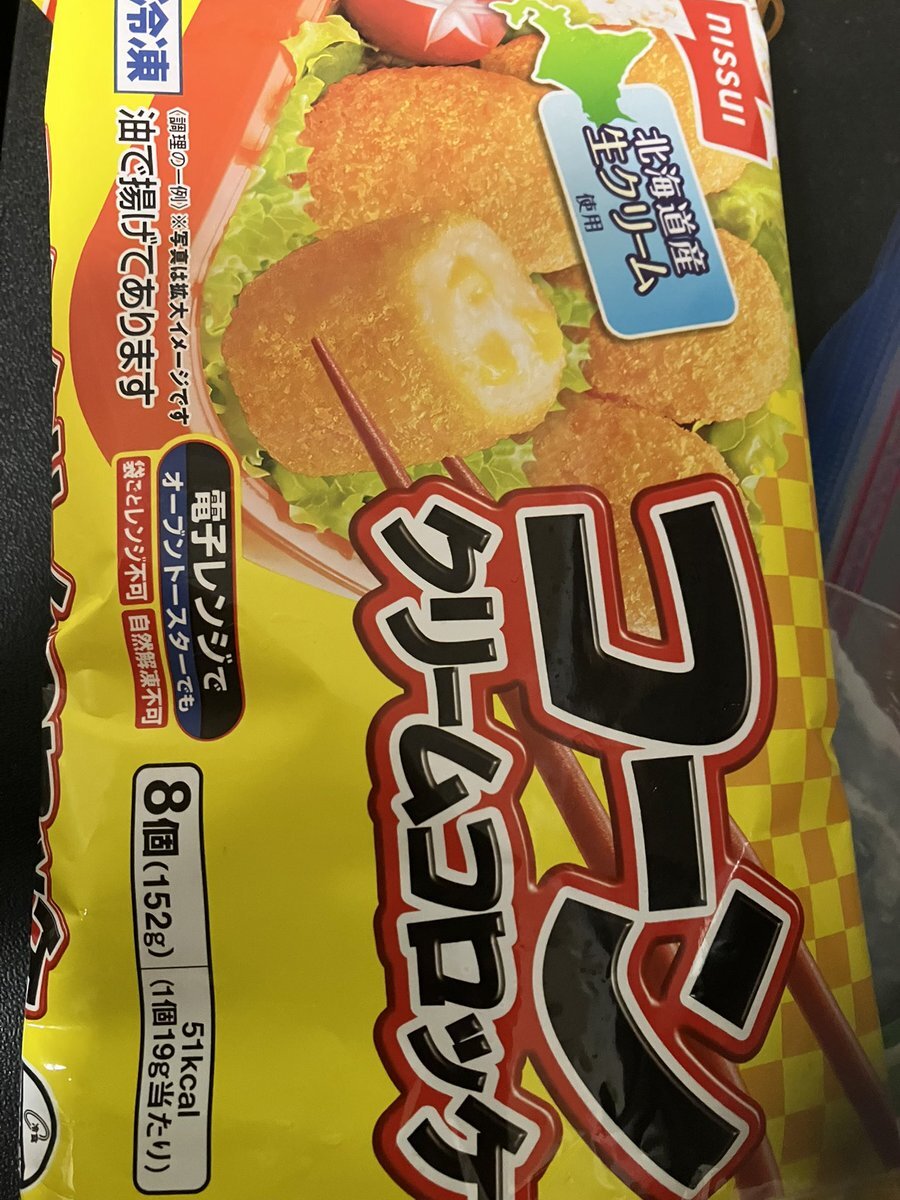 冷凍
NISSUI
北海道産
生クリーム
使用
〈調理の一例〉※写真は拡大イメージです
油で揚げてあります
コーン
クリームコロッケ
電子レンジで
オーブントースターでも
袋ごとレンジ不可
自然解凍不可
8個(152g)
51kcal
(1個19g当たり)